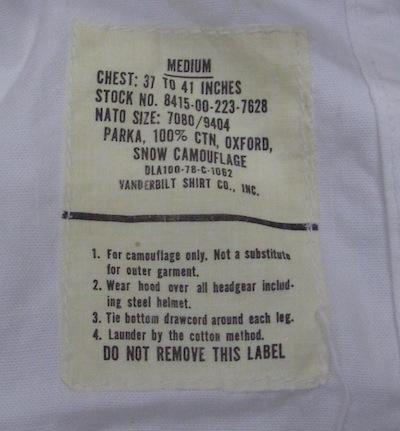 MEDIUM
CHEST: 37 TO 41 INCHES
STOCK NO. 8415-00-223-7628
NATO SIZE: 7080/9404
PARKA, 100% CTN, OXFORD,
SNOW CAMOUFLAGE
DLA100-78-C-1062
VANDERBILT SHIRT CO., INC.
1. For camouflage only. Not a substitute
for outer garment.
2. Wear hood over all headgear includ-
ing steel helmet.
3. Tie bottom drawcord around each leg.
4. Launder by the cotton method.
DO NOT REMOVE THIS LABEL